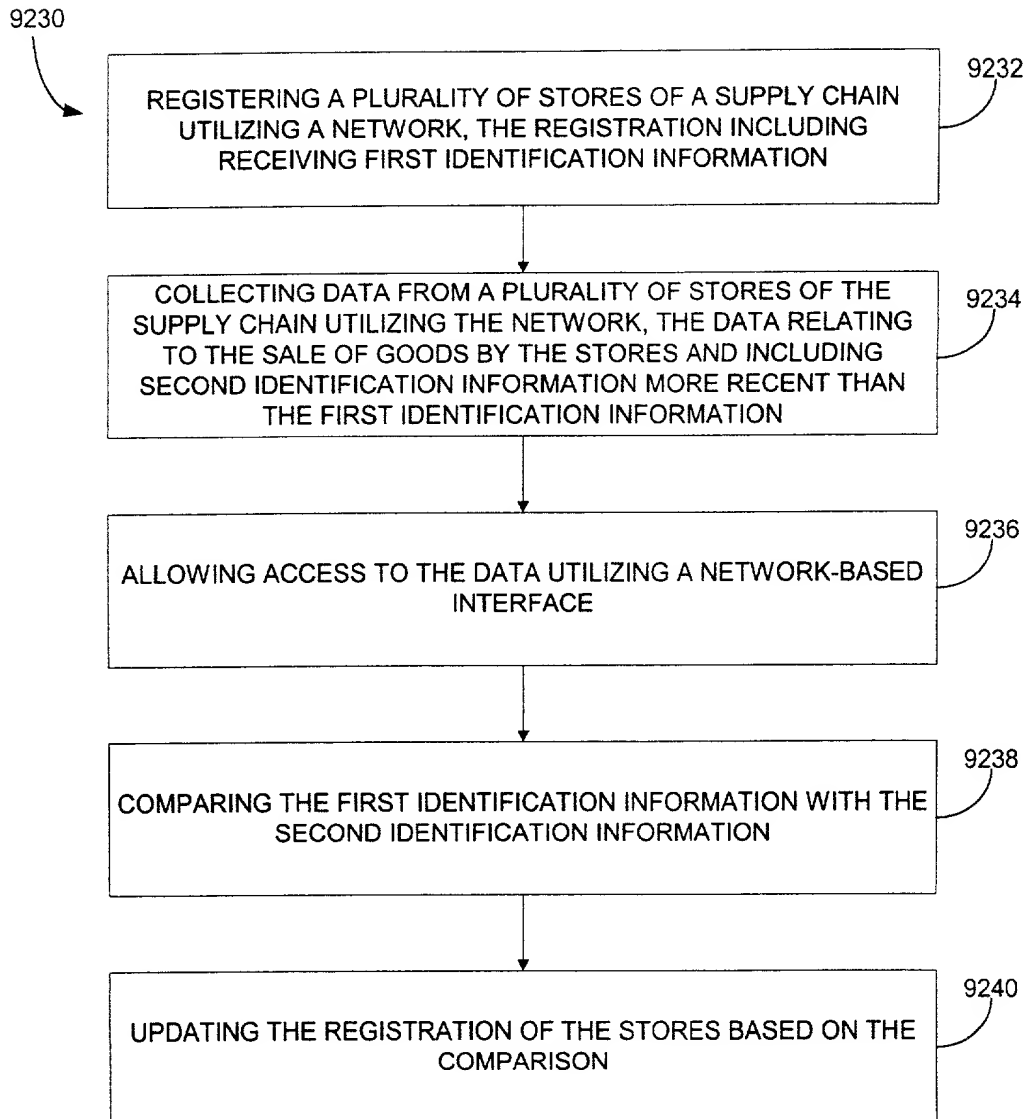 9230
9232
REGISTERING A PLURALITY OF STORES OF A SUPPLY CHAIN
UTILIZING A NETWORK, THE REGISTRATION INCLUDING
RECEIVING FIRST IDENTIFICATION INFORMATION
9234
COLLECTING DATA FROM A PLURALITY OF STORES OF THE
SUPPLY CHAIN UTILIZING THE NETWORK, THE DATA RELATING
TO THE SALE OF GOODS BY THE STORES AND INCLUDING
SECOND IDENTIFICATION INFORMATION MORE RECENT THAN
THE FIRST IDENTIFICATION INFORMATION
9236
ALLOWING ACCESS TO THE DATA UTILIZING A NETWORK-BASED
INTERFACE
9238
COMPARING THE FIRST IDENTIFICATION INFORMATION WITH THE
SECOND IDENTIFICATION INFORMATION
9240
UPDATING THE REGISTRATION OF THE STORES BASED ON THE
COMPARISON